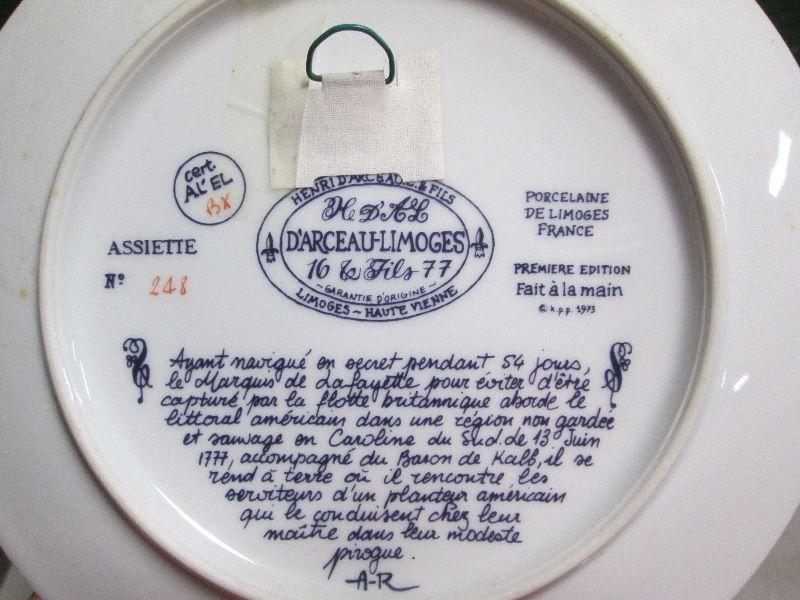 cert
AL'EL
BX
ASSIETTE
Nº 248
HENRI D'ARCEAU & FILS
H D'AL
D'ARCEAU-LIMOGES
16 & Fils 77
~GARANTIE D'ORIGINE~
LIMOGES ~ HAUTE VIENNE
PORCELAINE
DE LIMOGES
FRANCE
PREMIERE EDITION
Fait à la main
© k.p.p. 1973
Ayant navigué en secret pendant 54 jours,
le Marquis de Lafayette pour éviter d'être
capturé par la flotte britannique aborde le
littoral américain dans une région non gardée
et sauvage en Caroline du Sud. de 13 Juin
1777, accompagné du Baron de Kalb, il se
rend à terre où il rencontre les
serviteurs d'un planteur américain
qui le conduisent chez leur
maître dans leur modeste
pirogue.
A-R